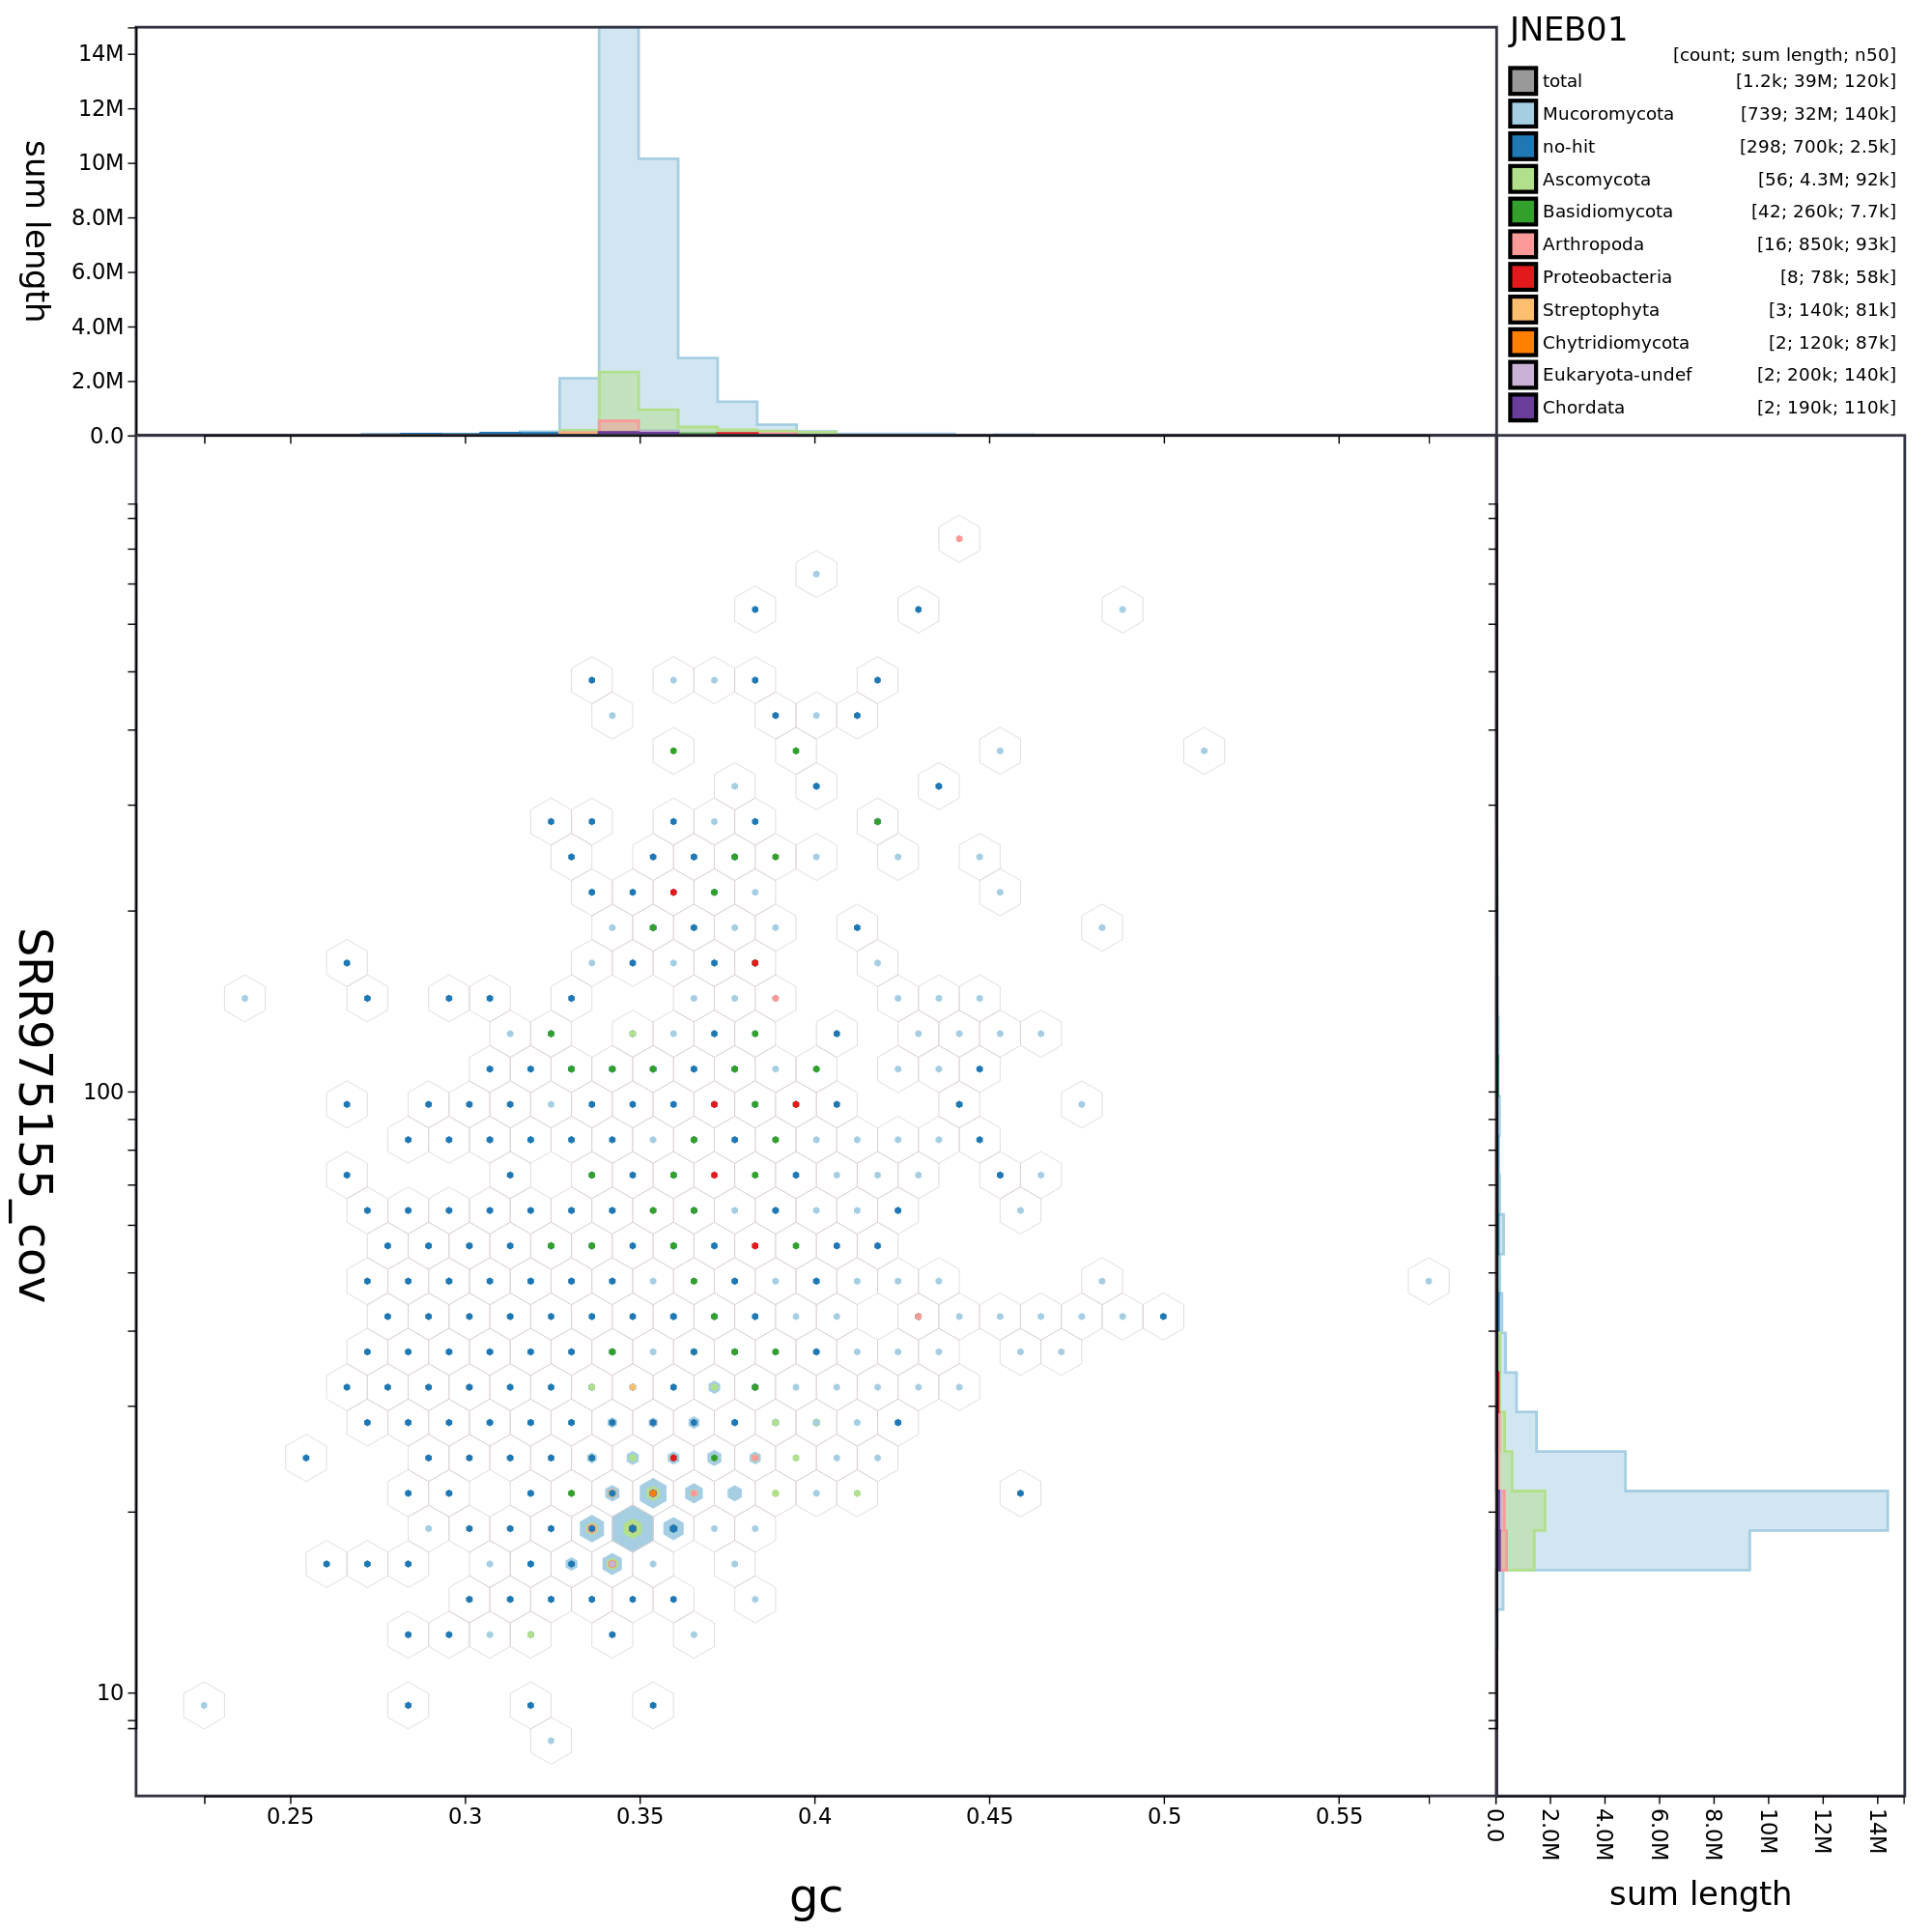 JNEB01
[count; sum length; n50]
total [1.2k; 39M; 120k]
Mucoromycota [739; 32M; 140k]
no-hit [298; 700k; 2.5k]
Ascomycota [56; 4.3M; 92k]
Basidiomycota [42; 260k; 7.7k]
Arthropoda [16; 850k; 93k]
Proteobacteria [8; 78k; 58k]
Streptophyta [3; 140k; 81k]
Chytridiomycota [2; 120k; 87k]
Eukaryota-undef [2; 200k; 140k]
Chordata [2; 190k; 110k]
14M
12M
10M
8.0M
6.0M
4.0M
2.0M
0.0
sum length
100
10
SRR975155_cov
0.25 0.3 0.35 0.4 0.45 0.5 0.55
gc
0.0 2.0M 4.0M 6.0M 8.0M 10M 12M 14M
sum length